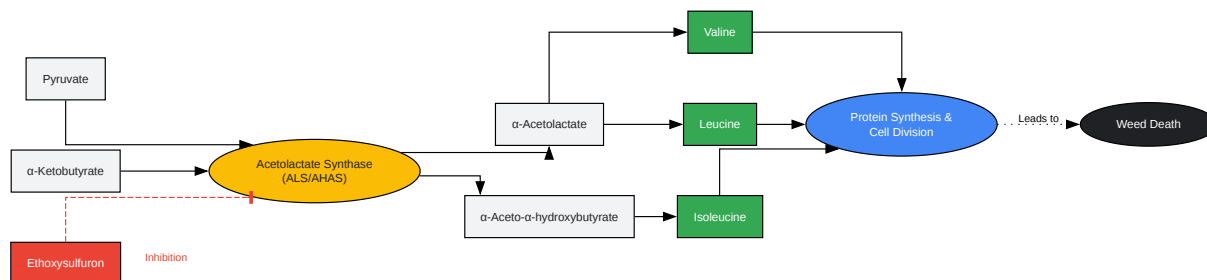 Valine
Pyruvate
α-Acetolactate
Leucine
Protein Synthesis &
Cell Division
Leads to
Weed Death
α-Ketobutyrate
Acetolactate Synthase
(ALS/AHAS)
α-Aceto-α-hydroxybutyrate
Isoleucine
Ethoxysulfuron
Inhibition